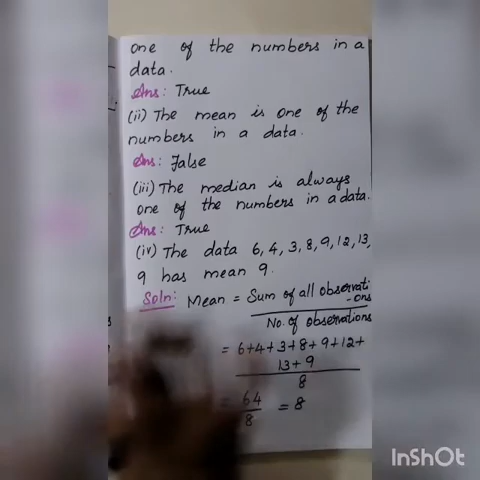 one of the numbers in a
data.
Ans: True
(ii) The mean is one of the
numbers in a data.
Ans: False
(iii) The median is always
one of the numbers in a data.
Ans: True
(iv) The data 6, 4, 3, 8, 9, 12, 13,
9 has mean 9.
Soln: Mean = Sum of all observati
-ons
No. of observations
= 6+4+3+8+9+12+
13+9
8
= 64
8
= 8
InShOt